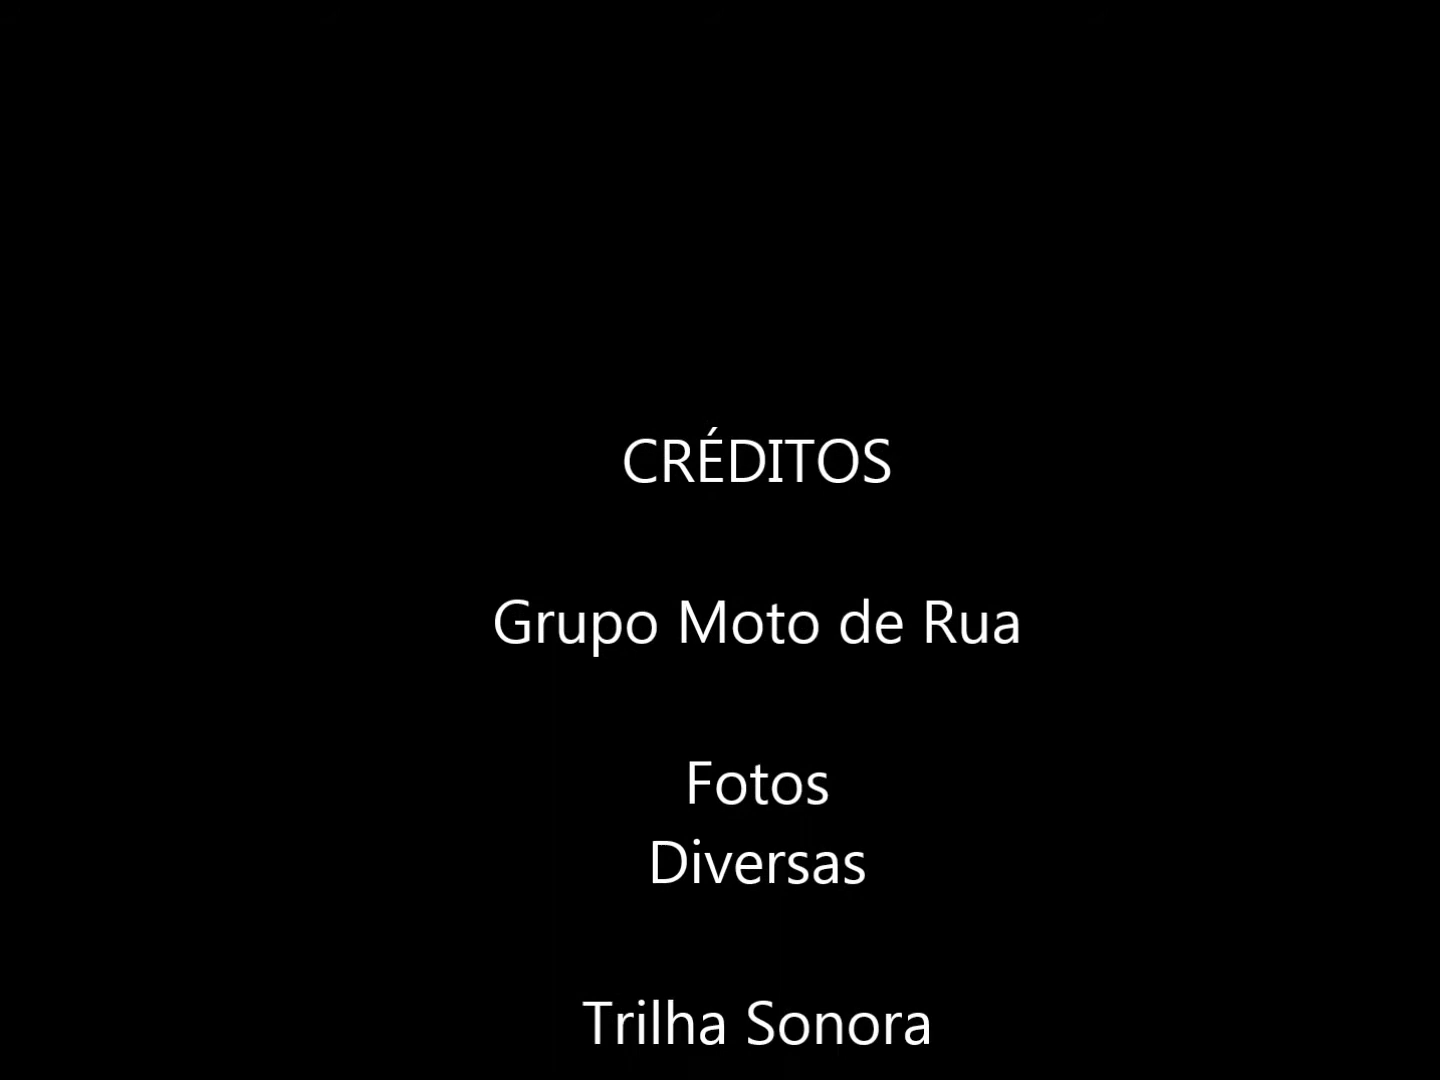 CRÉDITOS
Grupo Moto de Rua
Fotos
Diversas
Trilha Sonora